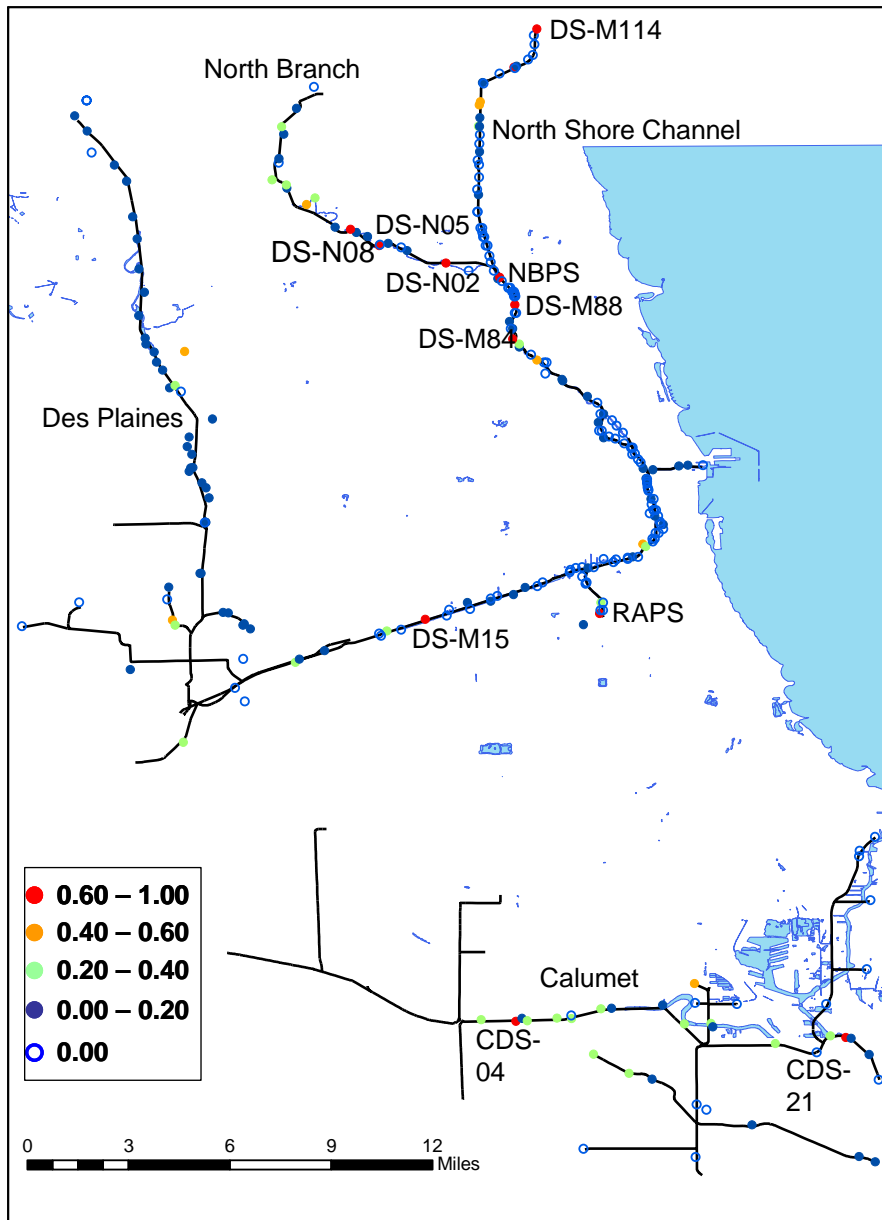 DS-M114
North Branch
North Shore Channel
DS-N05
DS-N08
DS-N02
NBPS
DS-M88
DS-M84
Des Plaines
RAPS
DS-M15
0.60 – 1.00
0.40 – 0.60
0.20 – 0.40
0.00 – 0.20
0.00
Calumet
CDS-
04
CDS-
21
0 3 6 9 12
Miles